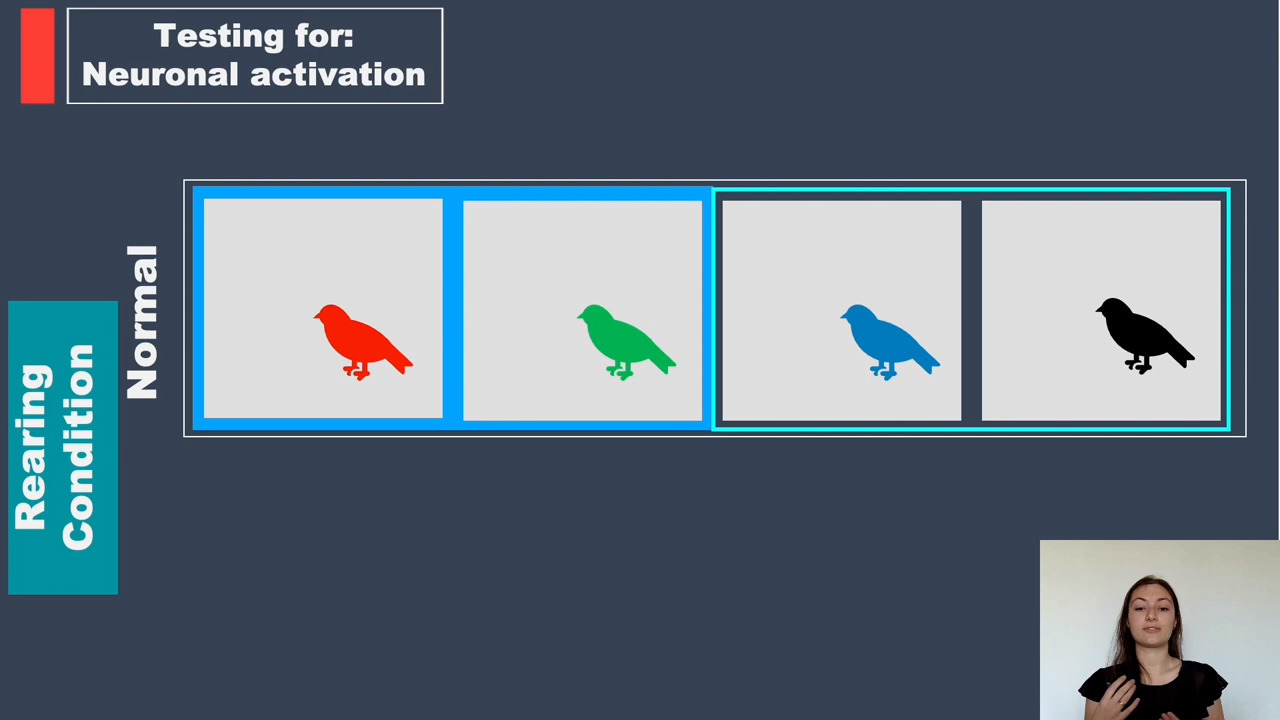 Testing for:
Neuronal activation
Normal
Rearing
Condition